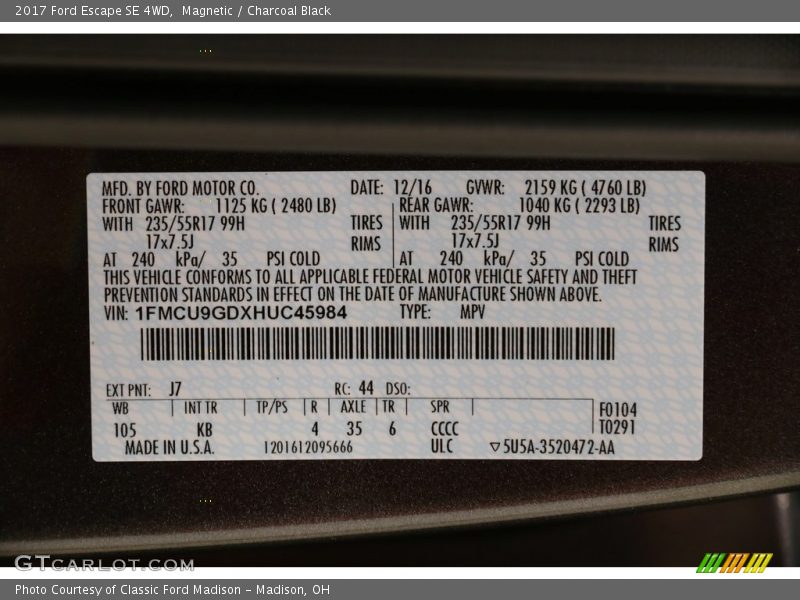 2017 Ford Escape SE 4WD, Magnetic / Charcoal Black
MFD. BY FORD MOTOR CO. DATE: 12/16 GVWR: 2159 KG ( 4760 LB)
FRONT GAWR: 1125 KG ( 2480 LB) REAR GAWR: 1040 KG ( 2293 LB)
WITH 235/55R17 99H TIRES WITH 235/55R17 99H TIRES
17x7.5J RIMS 17x7.5J RIMS
AT 240 kPa/ 35 PSI COLD AT 240 kPa/ 35 PSI COLD
THIS VEHICLE CONFORMS TO ALL APPLICABLE FEDERAL MOTOR VEHICLE SAFETY AND THEFT
PREVENTION STANDARDS IN EFFECT ON THE DATE OF MANUFACTURE SHOWN ABOVE.
VIN: 1FMCU9GDXHUC45984 TYPE: MPV
EXT PNT: J7 RC: 44 DSO:
WB INT TR TP/PS R AXLE TR SPR F0104
105 KB 4 35 6 CCCC T0291
MADE IN U.S.A. 1201612095666 ULC ▽5U5A-3520472-AA
GTCARLOT.COM
Photo Courtesy of Classic Ford Madison - Madison, OH